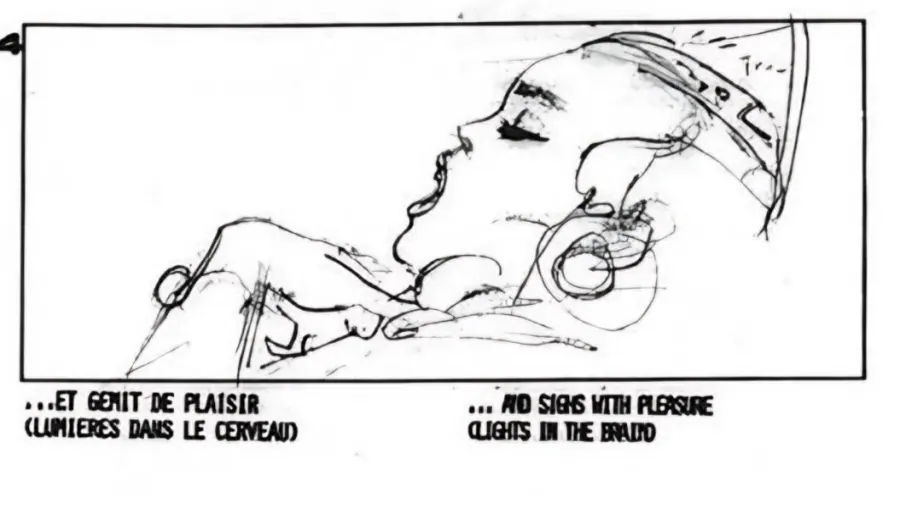 ...ET GEMIT DE PLAISIR
(LUMIERES DANS LE CERVEAU)
... AND SIGHS WITH PLEASURE
(LIGHTS IN THE BRAIN)